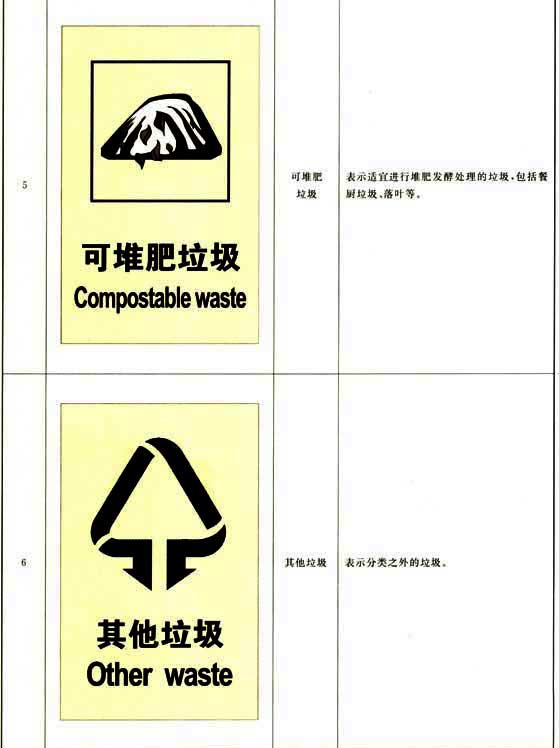 5
可堆肥垃圾
Compostable waste
可堆肥
垃圾
表示适宜进行堆肥发酵处理的垃圾,包括餐
厨垃圾、落叶等。
6
其他垃圾
Other waste
其他垃圾
表示分类之外的垃圾。